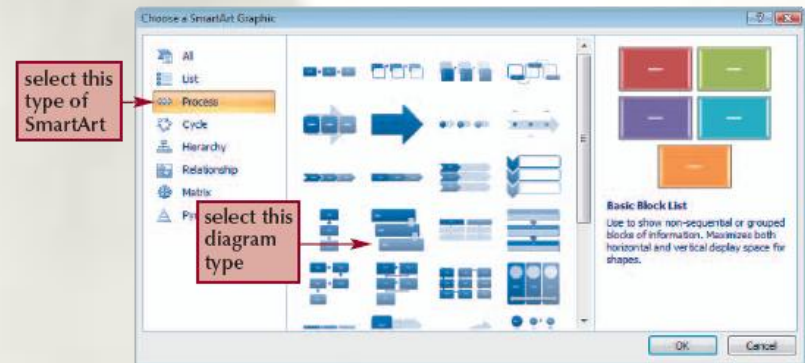 Choose a SmartArt Graphic
All
List
Process
Cycle
Hierarchy
Relationship
Matrix
select this
type of
SmartArt
select this
diagram
type
Basic Block List
Use to show non-sequential or grouped
blocks of information. Maximizes both
horizontal and vertical display space for
shapes.
OK
Cancel